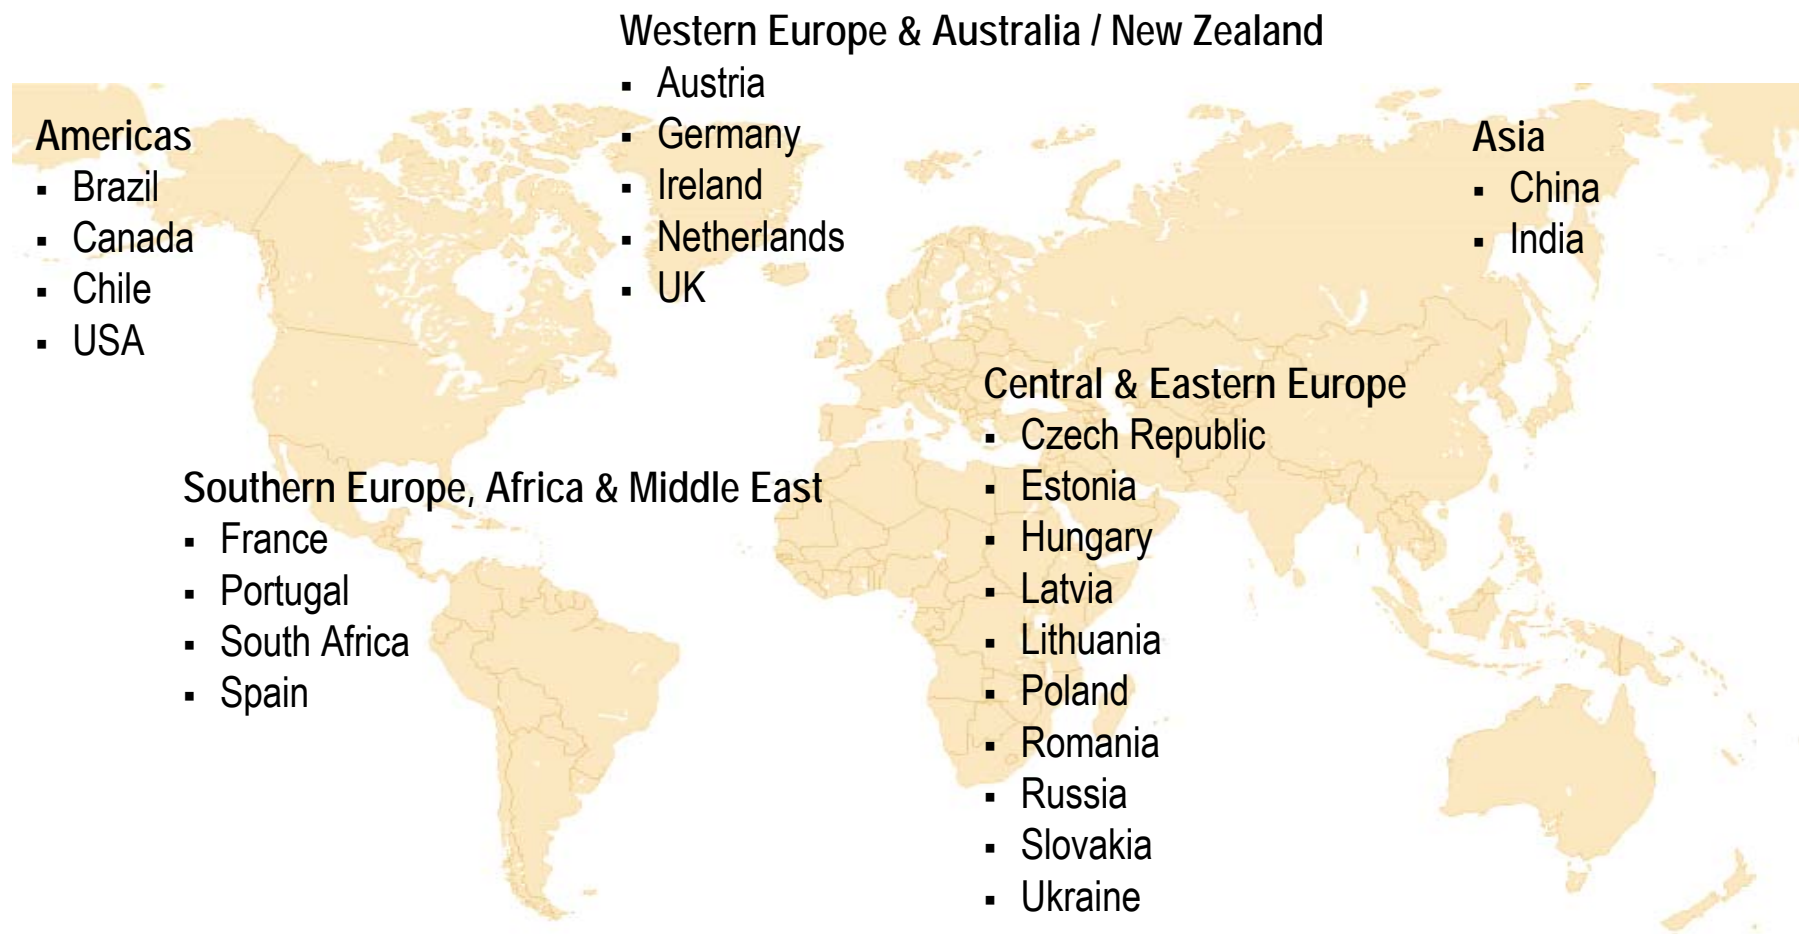 Western Europe & Australia / New Zealand
▪ Austria
▪ Germany
▪ Ireland
▪ Netherlands
▪ UK
Americas
▪ Brazil
▪ Canada
▪ Chile
▪ USA
Asia
▪ China
▪ India
Central & Eastern Europe
▪ Czech Republic
▪ Estonia
▪ Hungary
▪ Latvia
▪ Lithuania
▪ Poland
▪ Romania
▪ Russia
▪ Slovakia
▪ Ukraine
Southern Europe, Africa & Middle East
▪ France
▪ Portugal
▪ South Africa
▪ Spain